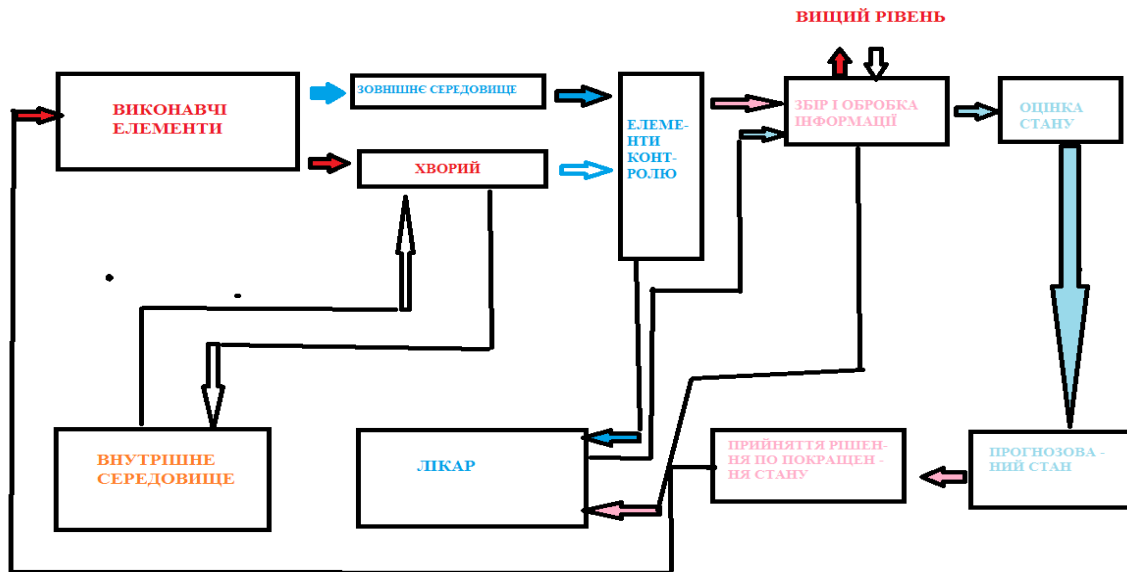 ВИЩИЙ РІВЕНЬ
ВИКОНАВЧІ
ЕЛЕМЕНТИ
ЗОВНІШНЄ СЕРЕДОВИЩЕ
ХВОРИЙ
ЕЛЕМЕ-
НТИ
КОНТ-
РОЛЮ
ЗБІР І ОБРОБКА
ІНФОРМАЦІЇ
ОЦІНКА
СТАНУ
ВНУТРІШНЕ
СЕРЕДОВИЩЕ
ЛІКАР
ПРИЙНЯТТЯ РІШЕН-
НЯ ПО ПОКРАЩЕН -
НЯ СТАНУ
ПРОГНОЗОВА -
НИЙ СТАН